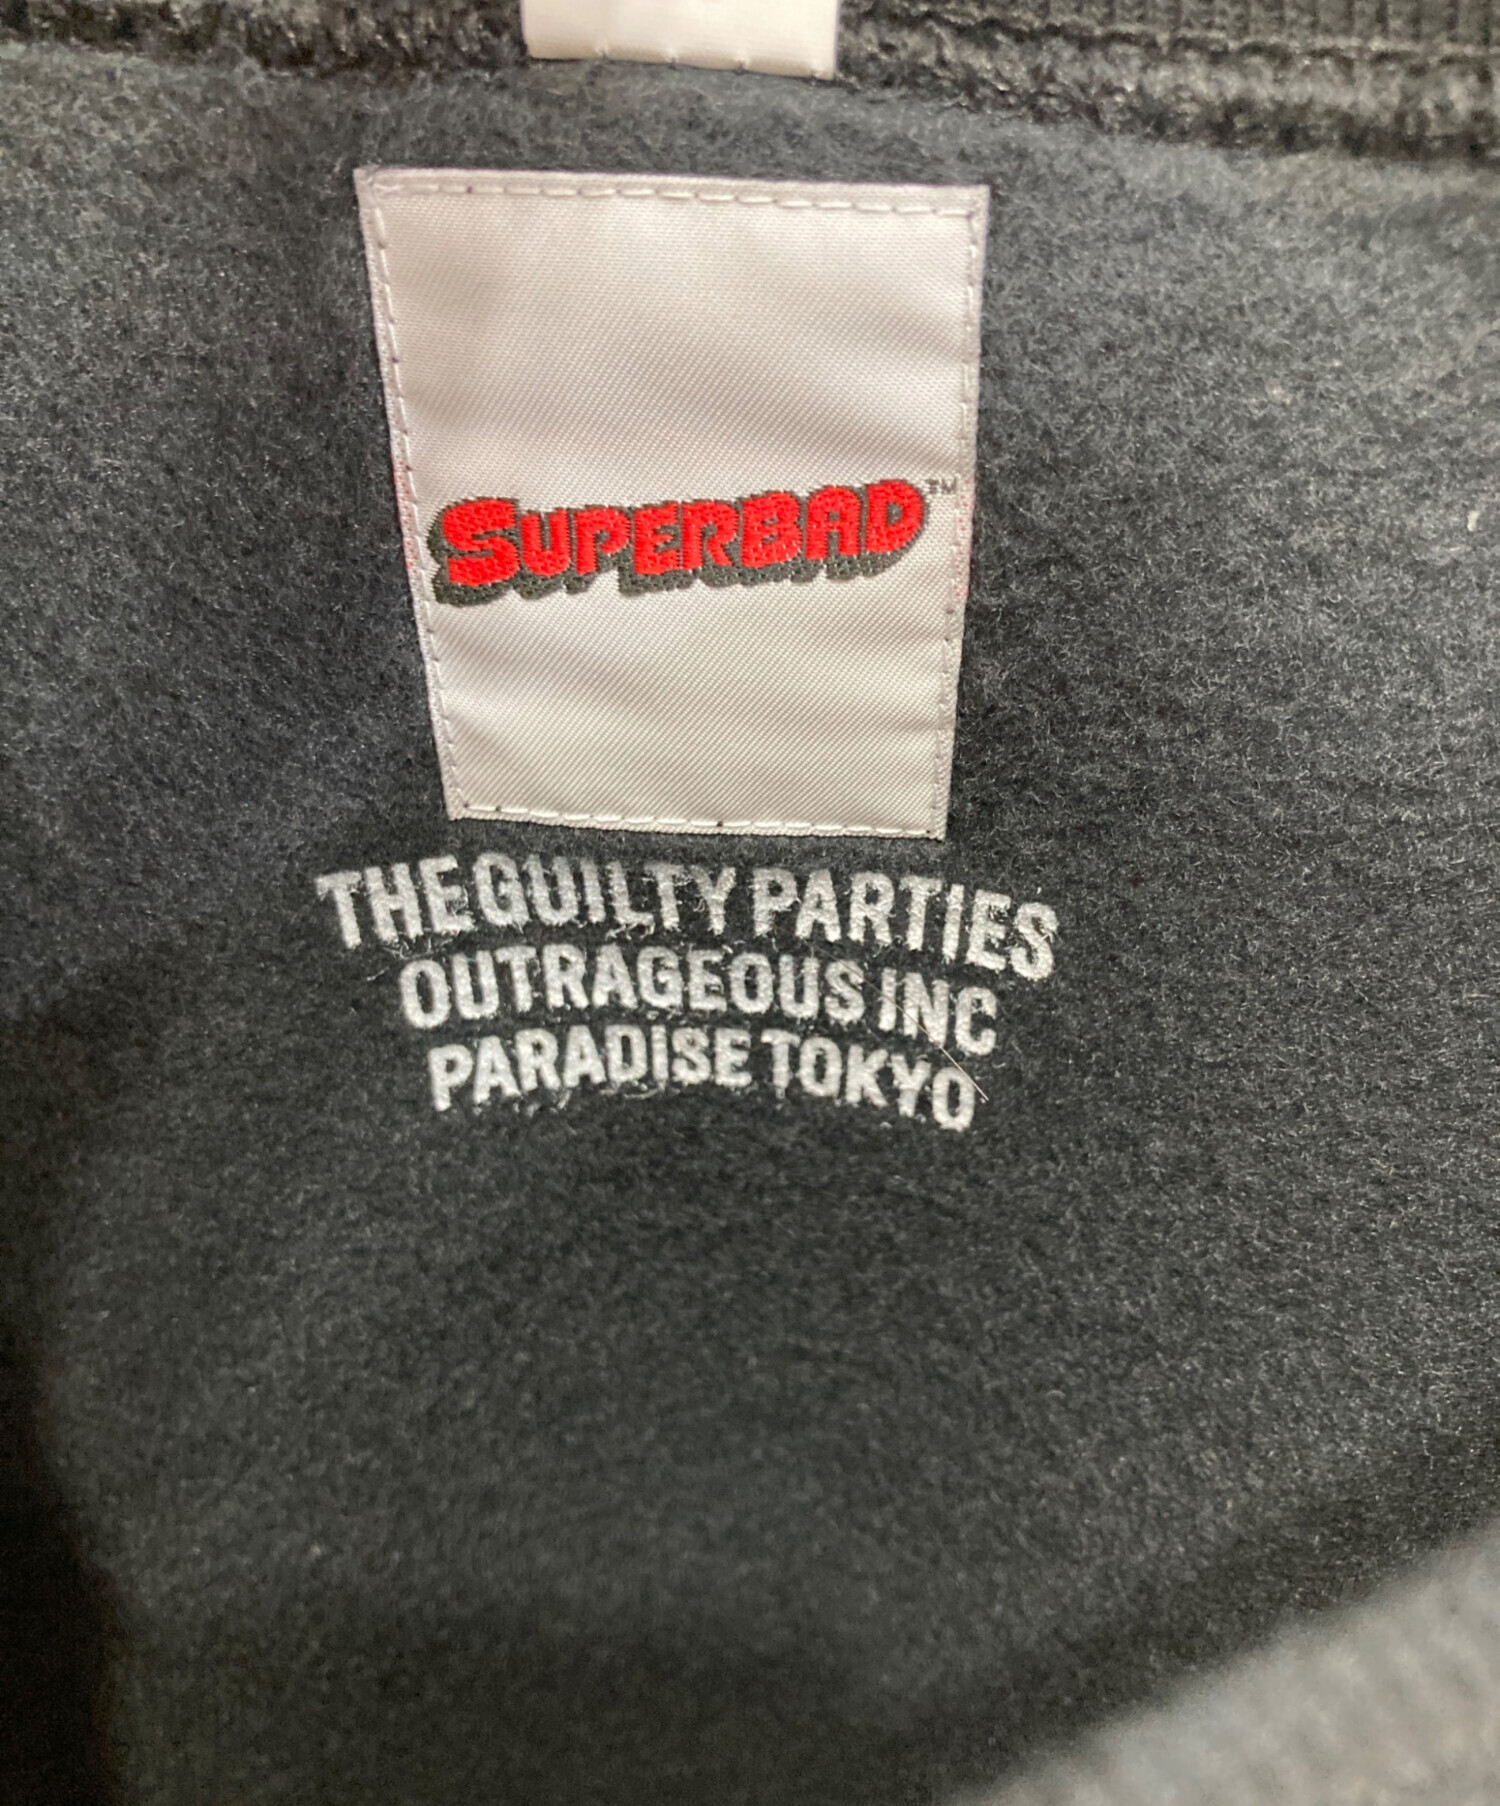 SUPERBAD™
THE GUILTY PARTIES
OUTRAGEOUS INC
PARADISE TOKYO